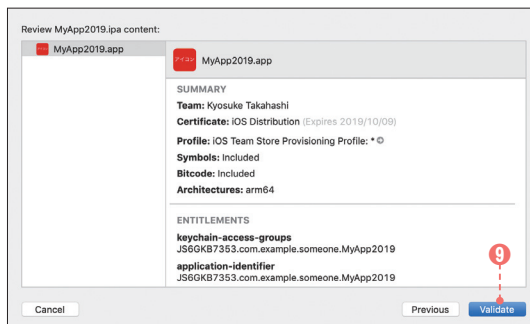 Review MyApp2019.ipa content:
アイコン MyApp2019.app
アイコン MyApp2019.app
SUMMARY
Team: Kyosuke Takahashi
Certificate: iOS Distribution (Expires 2019/10/09)
Profile: iOS Team Store Provisioning Profile: *
Symbols: Included
Bitcode: Included
Architectures: arm64
ENTITLEMENTS
keychain-access-groups
JS6GKB7353.com.example.someone.MyApp2019
application-identifier
JS6GKB7353.com.example.someone.MyApp2019
9
Cancel Previous Validate